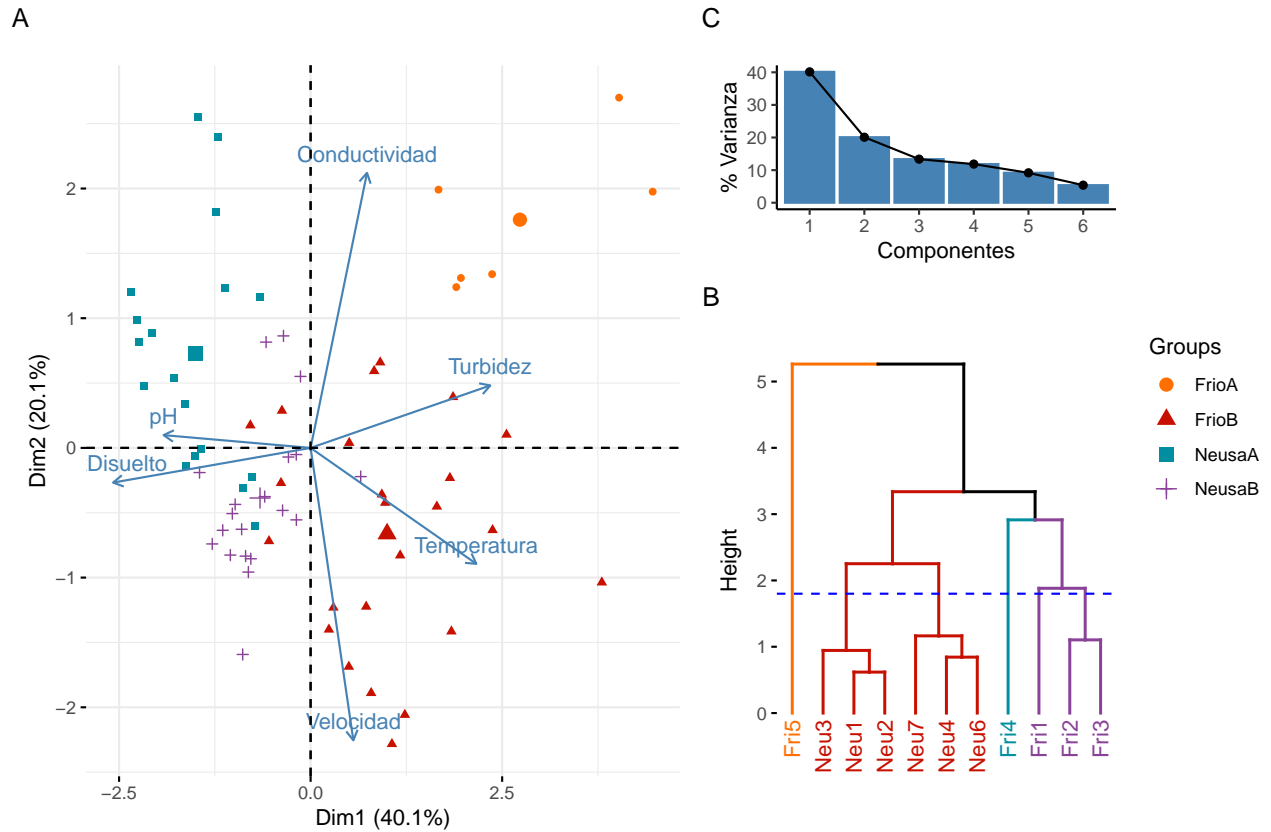 A
Dim2 (20.1%)
2
1
0
−1
−2
Conductividad
Turbidez
pH
Disuelto
Temperatura
Velocidad
−2.5
0.0
2.5
Dim1 (40.1%)
C
% Varianza
40
30
20
10
0
1 2 3 4 5 6
Componentes
B
Height
5
4
3
2
1
0
Fri5
Neu3
Neu1
Neu2
Neu7
Neu4
Neu6
Fri4
Fri1
Fri2
Fri3
Groups
FrioA
FrioB
NeusaA
NeusaB